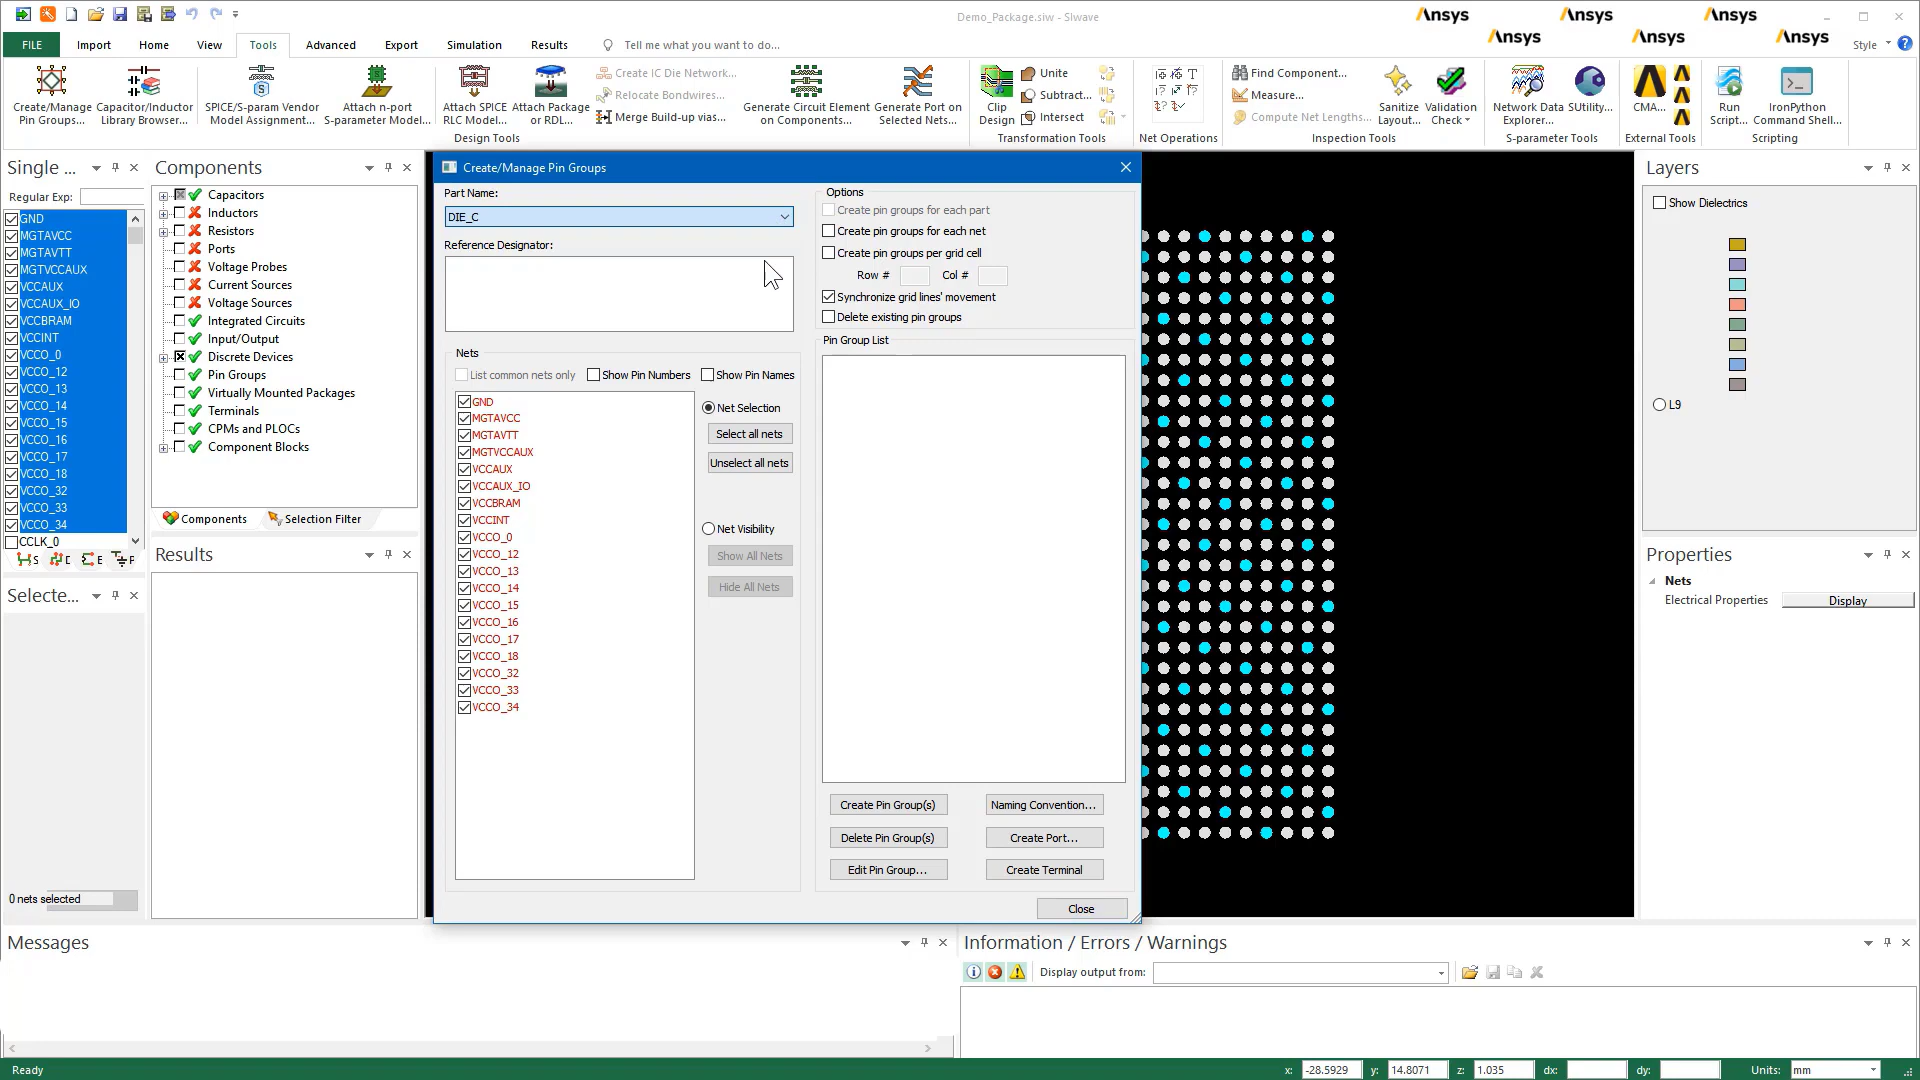 Demo_Package.siw - SIwave
Ansys
Ansys
Ansys
Ansys
Ansys
Ansys
FILE
Import
Home
View
Tools
Advanced
Export
Simulation
Results
Tell me what you want to do...
Style
Create/Manage
Pin Groups...
Capacitor/Inductor
Library Browser...
SPICE/S-param Vendor
Model Assignment...
Attach n-port
S-parameter Model...
Attach SPICE
RLC Model...
Attach Package
or RDL...
Create IC Die Network...
Relocate Bondwires...
Merge Build-up vias...
Generate Circuit Element
on Components...
Generate Port on
Selected Nets...
Design Tools
Clip
Design
Unite
Subtract...
Intersect
Transformation Tools
Net Operations
Find Component...
Measure...
Compute Net Lengths...
Sanitize
Layout...
Validation
Check
Inspection Tools
Network Data
Explorer...
SUtility...
S-parameter Tools
CMA...
External Tools
Run
Script...
IronPython
Command Shell...
Scripting
Single ...
Regular Exp:
GND
MGTAVCC
MGTAVTT
MGTVCCAUX
VCCAUX
VCCAUX_IO
VCCBRAM
VCCINT
VCCO_0
VCCO_12
VCCO_13
VCCO_14
VCCO_15
VCCO_16
VCCO_17
VCCO_18
VCCO_32
VCCO_33
VCCO_34
CCLK_0
S
E
E
P
Selecte...
0 nets selected
Components
Capacitors
Inductors
Resistors
Ports
Voltage Probes
Current Sources
Voltage Sources
Integrated Circuits
Input/Output
Discrete Devices
Pin Groups
Virtually Mounted Packages
Terminals
CPMs and PLOCs
Component Blocks
Components
Selection Filter
Results
Create/Manage Pin Groups
Part Name:
DIE_C
Reference Designator:
Nets
List common nets only
Show Pin Numbers
Show Pin Names
GND
MGTAVCC
MGTAVTT
MGTVCCAUX
VCCAUX
VCCAUX_IO
VCCBRAM
VCCINT
VCCO_0
VCCO_12
VCCO_13
VCCO_14
VCCO_15
VCCO_16
VCCO_17
VCCO_18
VCCO_32
VCCO_33
VCCO_34
Net Selection
Select all nets
Unselect all nets
Net Visibility
Show All Nets
Hide All Nets
Options
Create pin groups for each part
Create pin groups for each net
Create pin groups per grid cell
Row #
Col #
Synchronize grid lines' movement
Delete existing pin groups
Pin Group List
Create Pin Group(s)
Naming Convention...
Delete Pin Group(s)
Create Port...
Edit Pin Group...
Create Terminal
Close
Layers
Show Dielectrics
L9
Properties
Nets
Electrical Properties
Display
Messages
Information / Errors / Warnings
Display output from:
Ready
x: -28.5929
y: 14.8071
z: 1.035
dx:
dy:
Units: mm